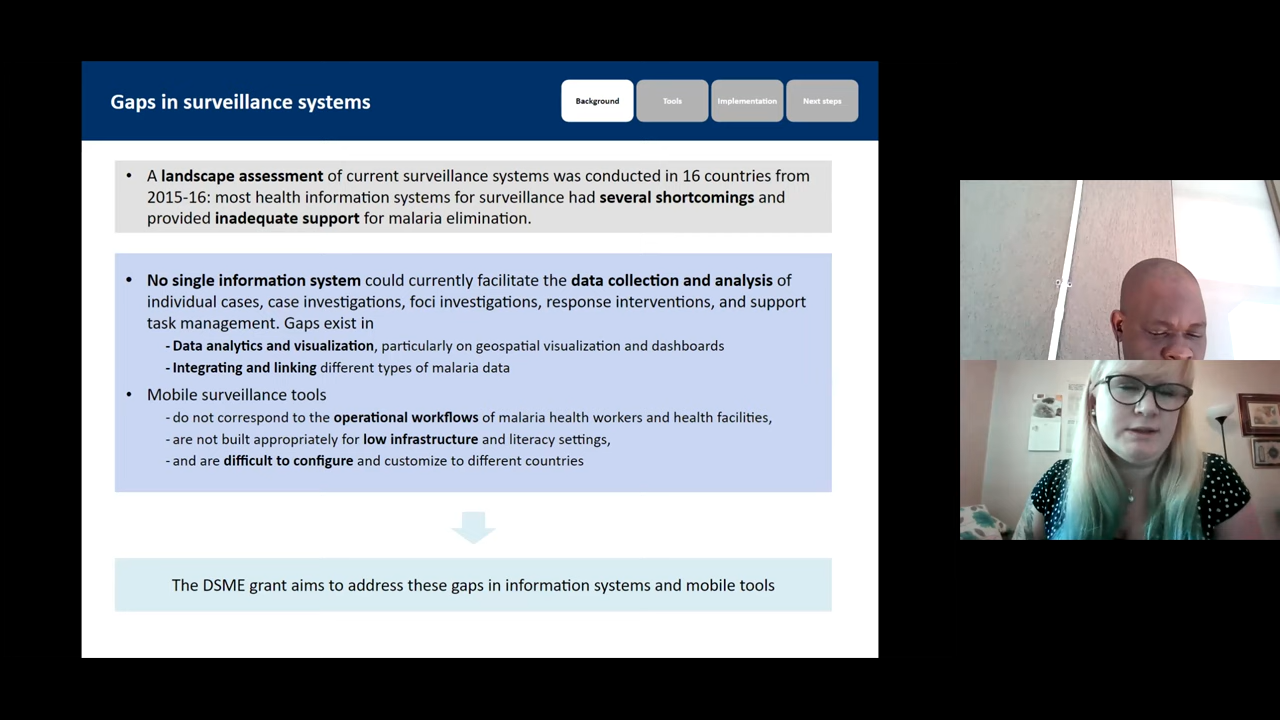 Gaps in surveillance systems
Background
Tools
Implementation
Next steps
• A landscape assessment of current surveillance systems was conducted in 16 countries from
2015-16: most health information systems for surveillance had several shortcomings and
provided inadequate support for malaria elimination.
• No single information system could currently facilitate the data collection and analysis of
individual cases, case investigations, foci investigations, response interventions, and support
task management. Gaps exist in
- Data analytics and visualization, particularly on geospatial visualization and dashboards
- Integrating and linking different types of malaria data
• Mobile surveillance tools
- do not correspond to the operational workflows of malaria health workers and health facilities,
- are not built appropriately for low infrastructure and literacy settings,
- and are difficult to configure and customize to different countries
The DSME grant aims to address these gaps in information systems and mobile tools